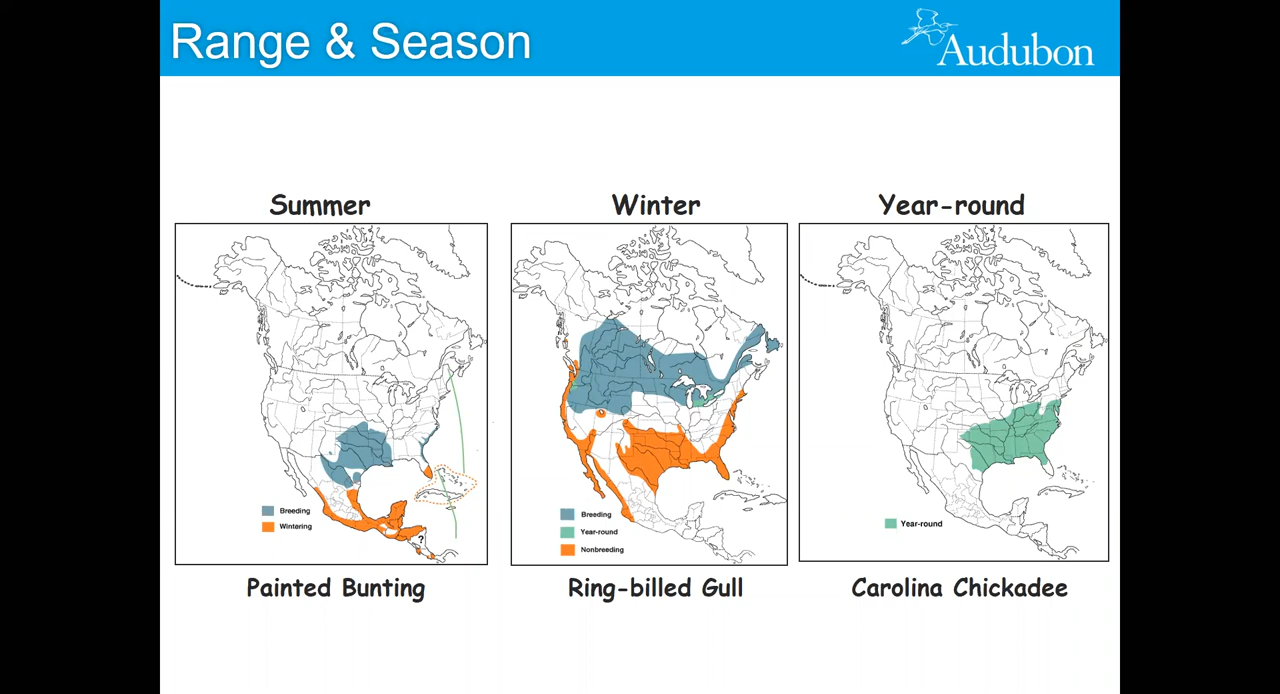 Range & Season
Audubon
Summer
Winter
Year-round
Breeding
Wintering
?
Breeding
Year-round
Nonbreeding
Year-round
Painted Bunting
Ring-billed Gull
Carolina Chickadee